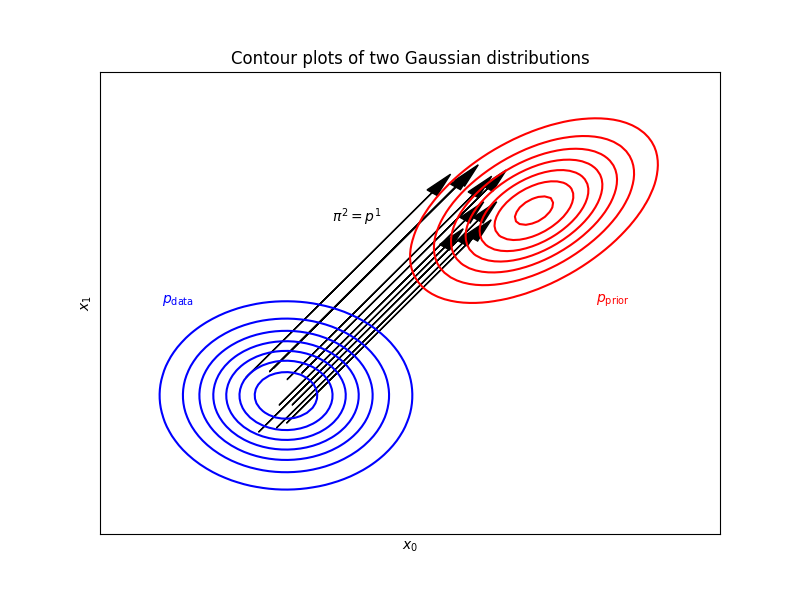 Contour plots of two Gaussian distributions
π² = p¹
p_data
p_prior
x₁
x₀